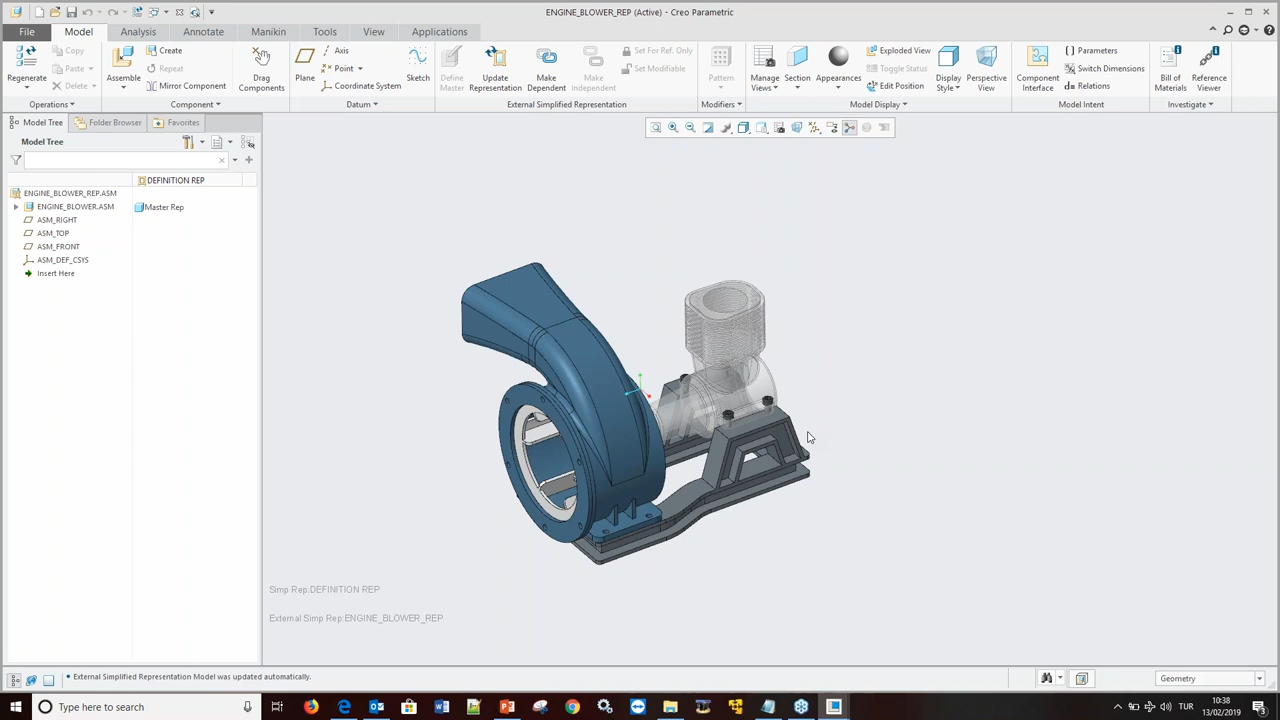 ENGINE_BLOWER_REP (Active) - Creo Parametric
File Model Analysis Annotate Manikin Tools View Applications
Regenerate
Copy
Paste
Delete
Operations
Assemble
Create
Repeat
Mirror Component
Drag
Components
Component
Plane
Axis
Point
Coordinate System
Sketch
Datum
Define
Master
Update
Representation
Make
Dependent
Make
Independent
Set For Ref. Only
Set Modifiable
External Simplified Representation
Pattern
Modifiers
Manage
Views
Section
Appearances
Exploded View
Toggle Status
Edit Position
Display
Style
Perspective
View
Model Display
Component
Interface
Parameters
Switch Dimensions
Relations
Model Intent
Bill of
Materials
Reference
Viewer
Investigate
Model Tree Folder Browser Favorites
Model Tree
DEFINITION REP
ENGINE_BLOWER_REP.ASM
ENGINE_BLOWER.ASM Master Rep
ASM_RIGHT
ASM_TOP
ASM_FRONT
ASM_DEF_CSYS
Insert Here
Simp Rep:DEFINITION REP
External Simp Rep:ENGINE_BLOWER_REP
• External Simplified Representation Model was updated automatically.
Geometry
Type here to search
TUR
10:38
13/02/2019